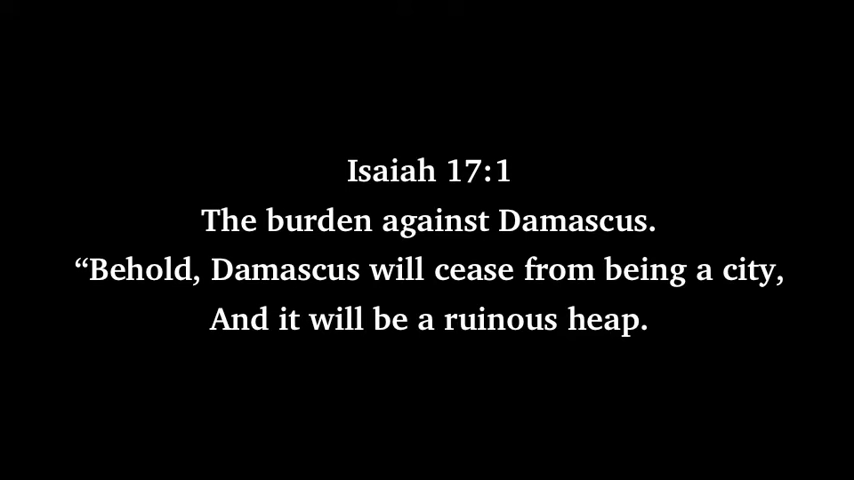 Isaiah 17:1
The burden against Damascus.
“Behold, Damascus will cease from being a city,
And it will be a ruinous heap.